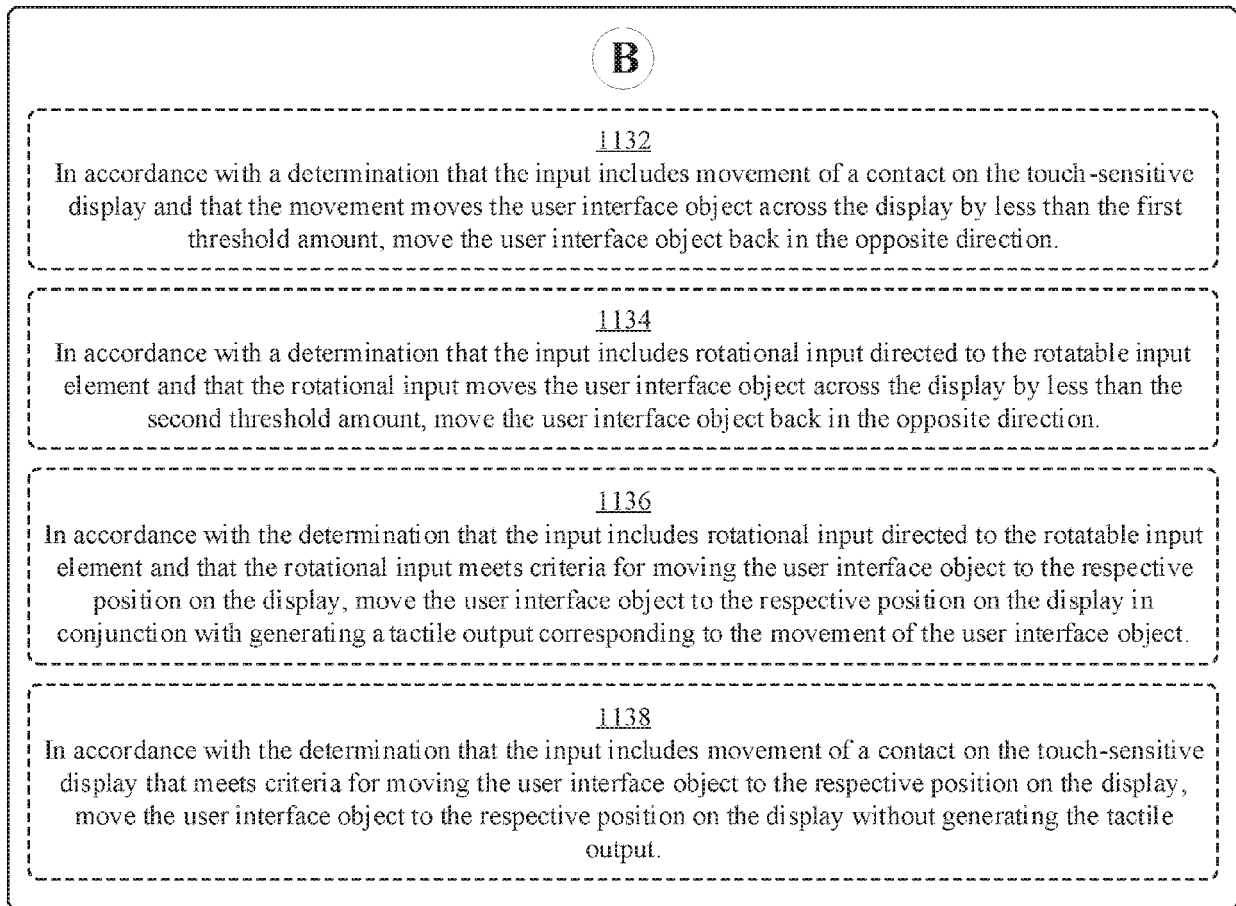 B
1132
In accordance with a determination that the input includes movement of a contact on the touch-sensitive
display and that the movement moves the user interface object across the display by less than the first
threshold amount, move the user interface object back in the opposite direction.
1134
In accordance with a determination that the input includes rotational input directed to the rotatable input
element and that the rotational input moves the user interface object across the display by less than the
second threshold amount, move the user interface object back in the opposite direction.
1136
In accordance with the determination that the input includes rotational input directed to the rotatable input
element and that the rotational input meets criteria for moving the user interface object to the respective
position on the display, move the user interface object to the respective position on the display in
conjunction with generating a tactile output corresponding to the movement of the user interface object.
1138
In accordance with the determination that the input includes movement of a contact on the touch-sensitive
display that meets criteria for moving the user interface object to the respective position on the display,
move the user interface object to the respective position on the display without generating the tactile
output.